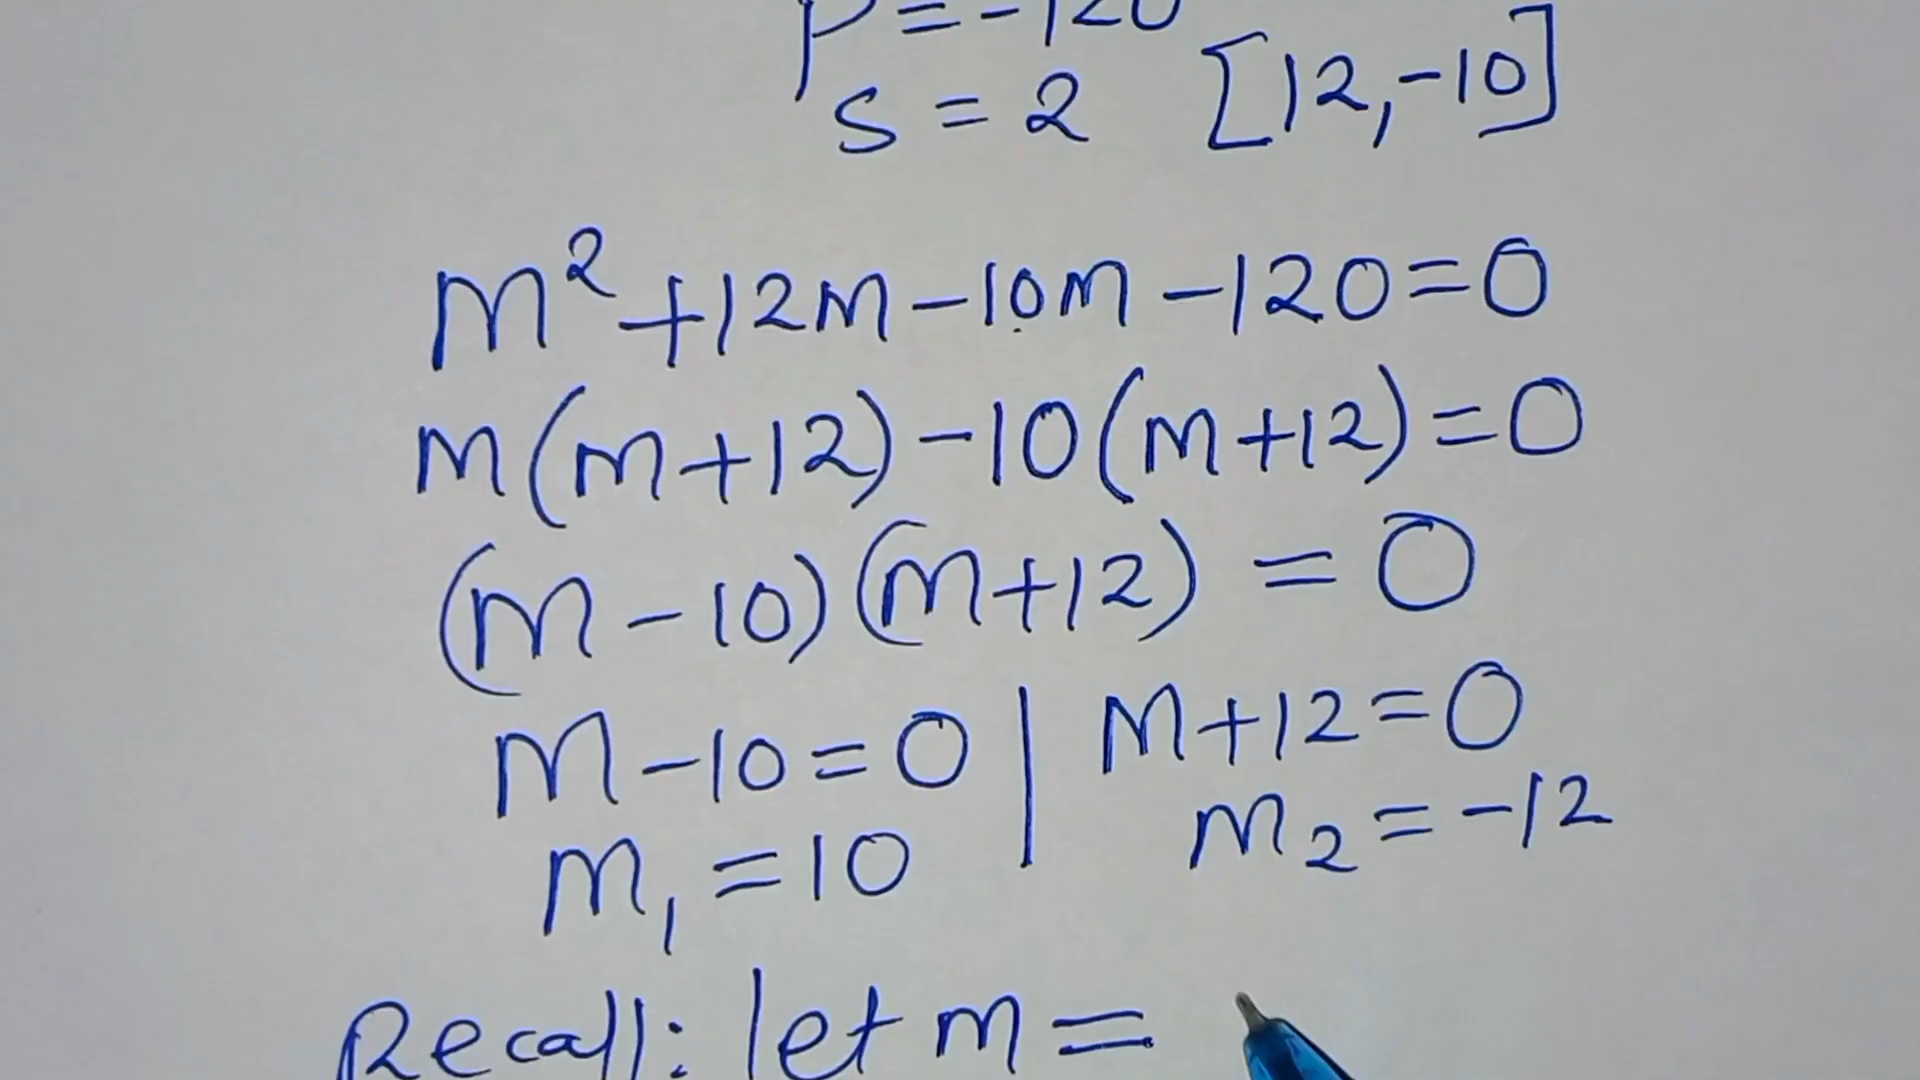 p = -120
s = 2 [12, -10]
m² + 12m - 10m - 120 = 0
m(m+12) - 10(m+12) = 0
(m - 10)(m+12) = 0
m - 10 = 0 | m + 12 = 0
m₁ = 10 | m₂ = -12
Recall: let m =